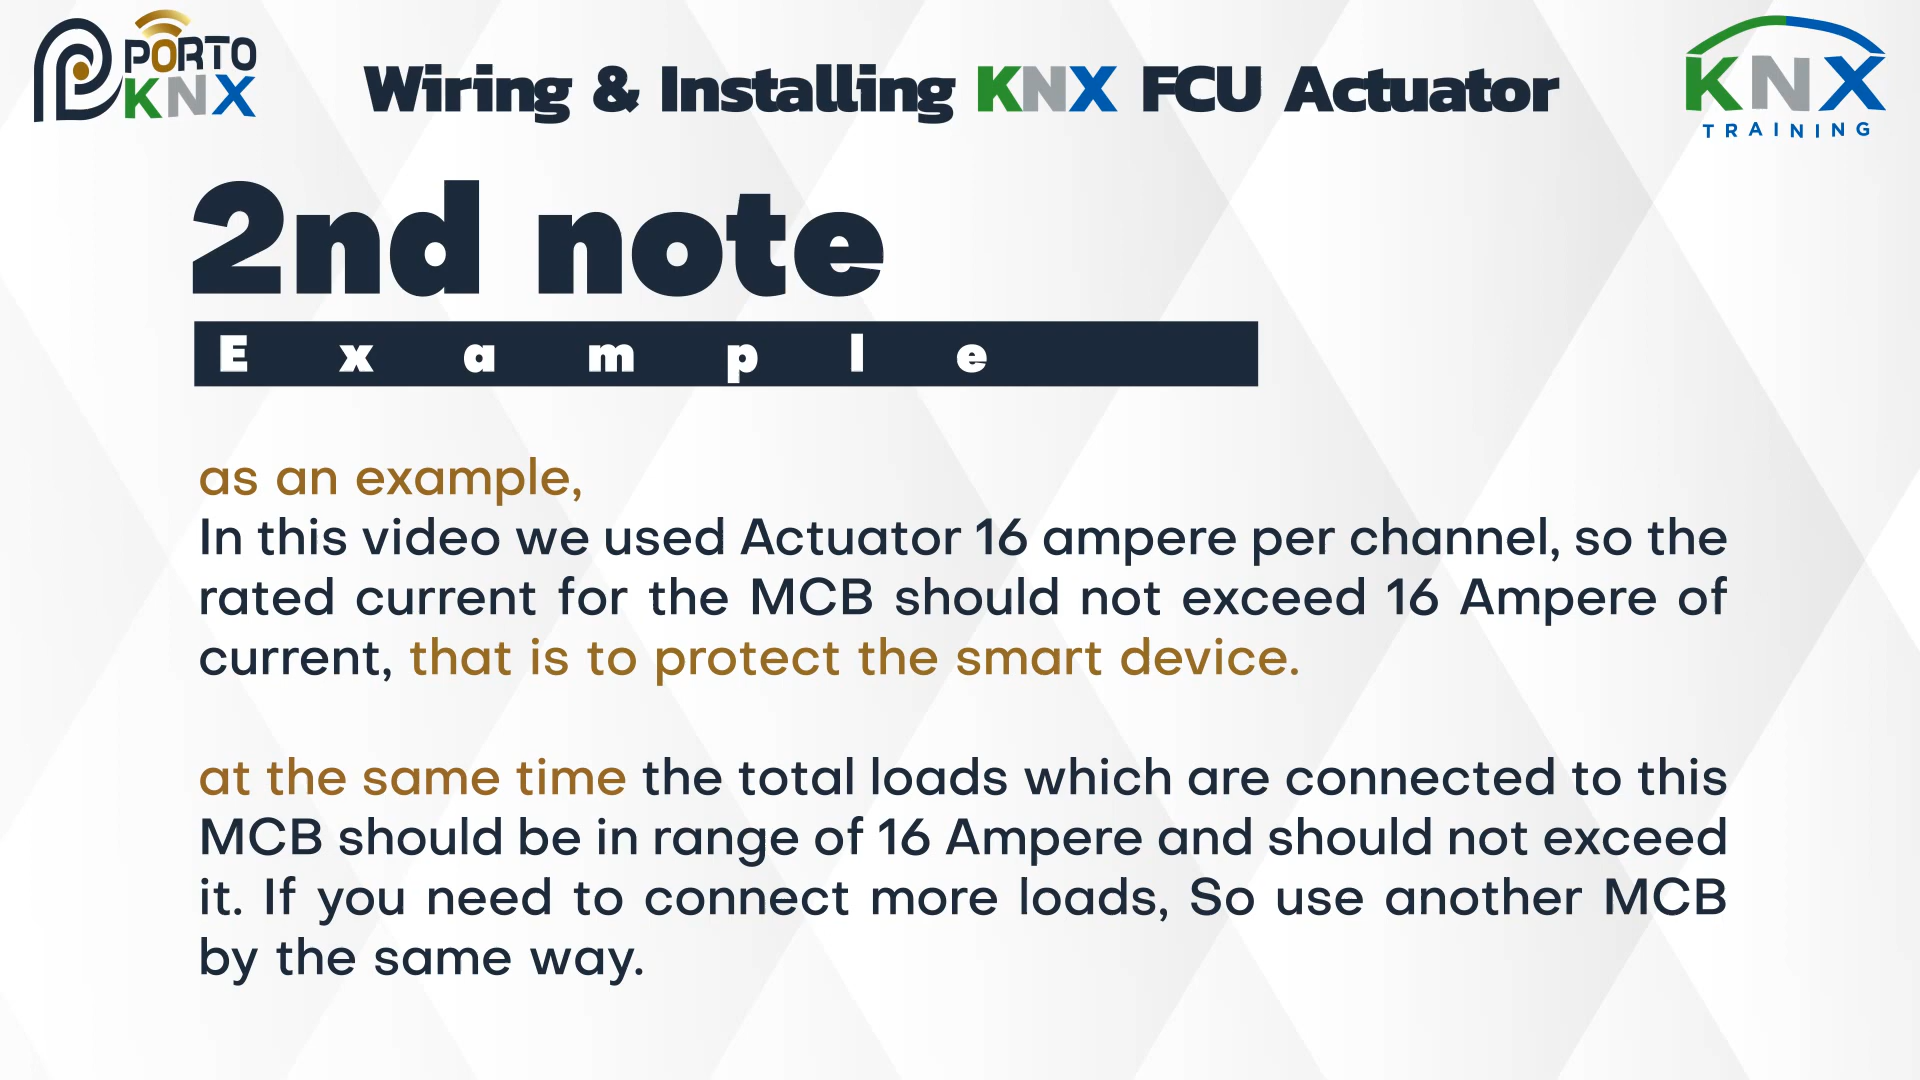 PORTO
KNX
Wiring & Installing KNX FCU Actuator
KNX
TRAINING
2nd note
Example
as an example,
In this video we used Actuator 16 ampere per channel, so the
rated current for the MCB should not exceed 16 Ampere of
current, that is to protect the smart device.
at the same time the total loads which are connected to this
MCB should be in range of 16 Ampere and should not exceed
it. If you need to connect more loads, So use another MCB
by the same way.